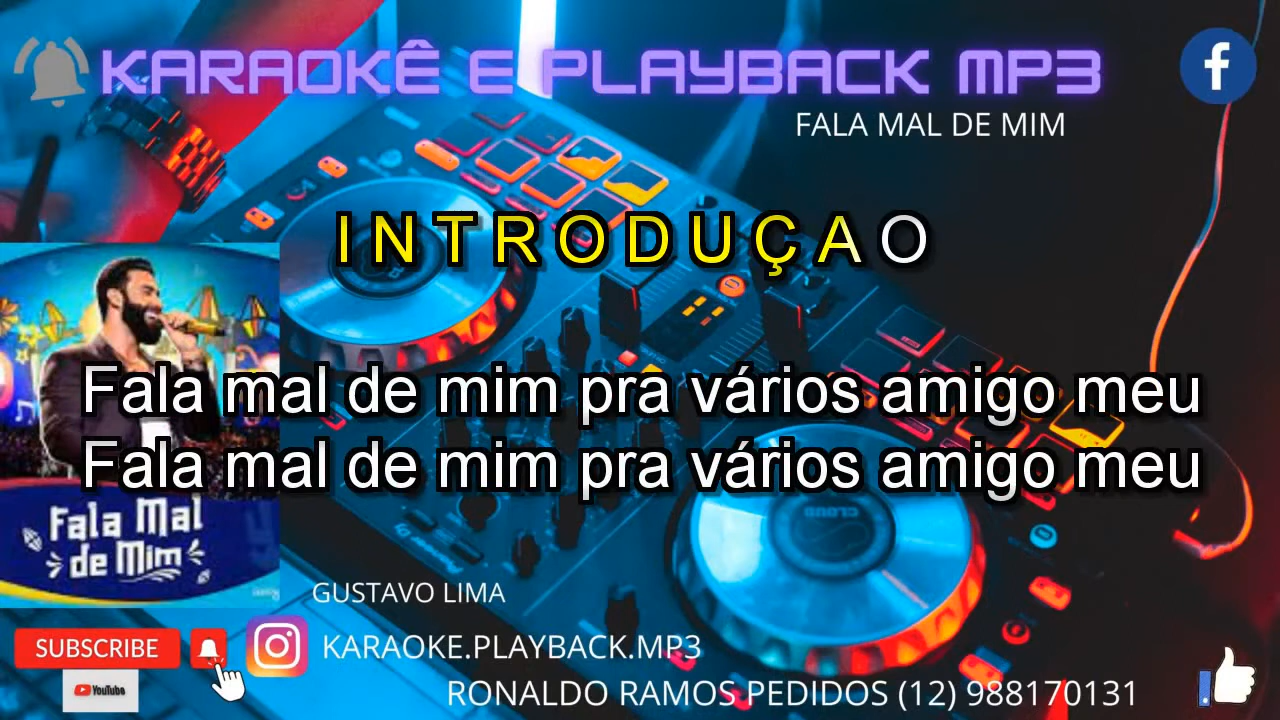 KARAOKÊ E PLAYBACK MP3
FALA MAL DE MIM
INTRODUÇAO
Fala mal de mim pra vários amigo meu
Fala mal de mim pra vários amigo meu
Fala Mal
de Mim
GUSTAVO LIMA
SUBSCRIBE
KARAOKE.PLAYBACK.MP3
YouTube
RONALDO RAMOS PEDIDOS (12) 988170131